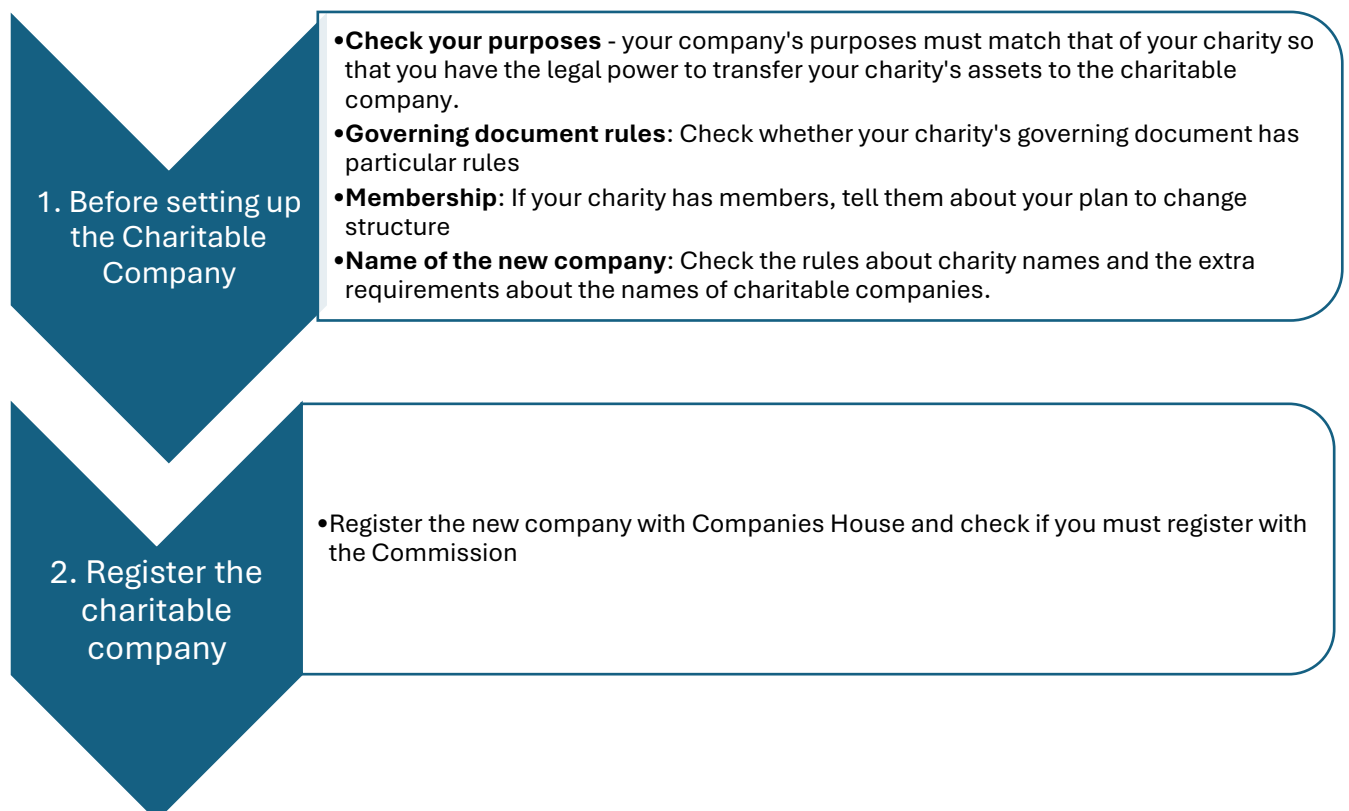 1. Before setting up
the Charitable
Company
•Check your purposes - your company's purposes must match that of your charity so
that you have the legal power to transfer your charity's assets to the charitable
company.
•Governing document rules: Check whether your charity's governing document has
particular rules
•Membership: If your charity has members, tell them about your plan to change
structure
•Name of the new company: Check the rules about charity names and the extra
requirements about the names of charitable companies.
2. Register the
charitable
company
•Register the new company with Companies House and check if you must register with
the Commission